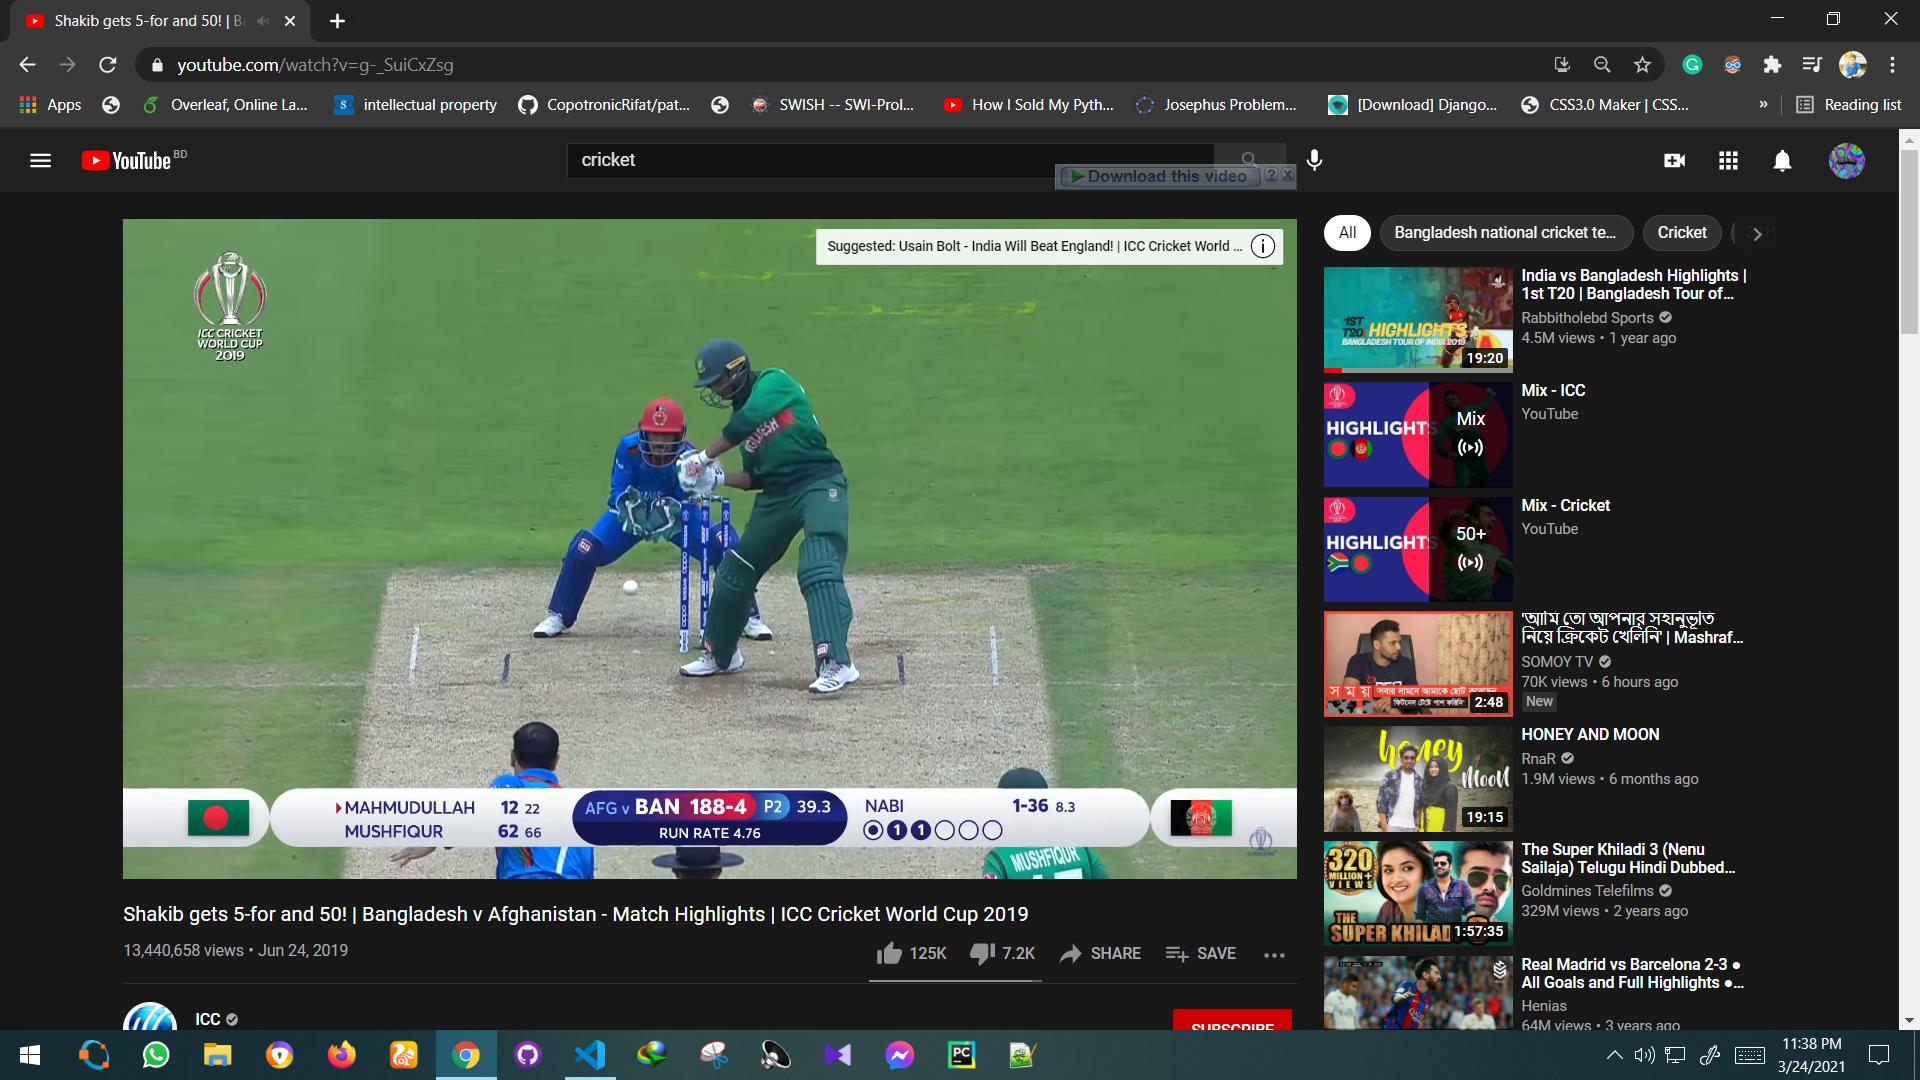 Shakib gets 5-for and 50! | B
youtube.com/watch?v=g-_SuiCxZsg
Apps
Overleaf, Online La...
intellectual property
CopotronicRifat/pat...
SWISH -- SWI-Prol...
How I Sold My Pyth...
Josephus Problem...
[Download] Django...
CSS3.0 Maker | CSS...
»
Reading list
YouTube BD
cricket
Download this video ? X
Suggested: Usain Bolt - India Will Beat England! | ICC Cricket World ...
ICC CRICKET
WORLD CUP
2019
BANGLADESH
MAHMUDULLAH 12 22
MUSHFIQUR 62 66
AFG v BAN 188-4 P2 39.3
RUN RATE 4.76
NABI 1-36 8.3
1 1
MUSHFIQUR
Shakib gets 5-for and 50! | Bangladesh v Afghanistan - Match Highlights | ICC Cricket World Cup 2019
13,440,658 views • Jun 24, 2019
125K
7.2K
SHARE
SAVE
ICC
SUBSCRIBE
All
Bangladesh national cricket te...
Cricket
1ST
T20 HIGHLIGHTS
BANGLADESH TOUR OF INDIA 2019
19:20
India vs Bangladesh Highlights |
1st T20 | Bangladesh Tour of...
Rabbitholebd Sports
4.5M views • 1 year ago
HIGHLIGHTS
Mix
Mix - ICC
YouTube
HIGHLIGHTS
50+
Mix - Cricket
YouTube
সময়
2:48
'আমি তো আপনার সহানুভূতি
নিয়ে ক্রিকেট খেলিনি' | Mashraf...
SOMOY TV
70K views • 6 hours ago
New
honey
MOON
19:15
HONEY AND MOON
RnaR
1.9M views • 6 months ago
320
MILLION+
VIEWS
THE
SUPER KHILAD
1:57:35
The Super Khiladi 3 (Nenu
Sailaja) Telugu Hindi Dubbed...
Goldmines Telefilms
329M views • 2 years ago
Real Madrid vs Barcelona 2-3 ●
All Goals and Full Highlights ●...
Henias
64M views • 3 years ago
PC
11:38 PM
3/24/2021